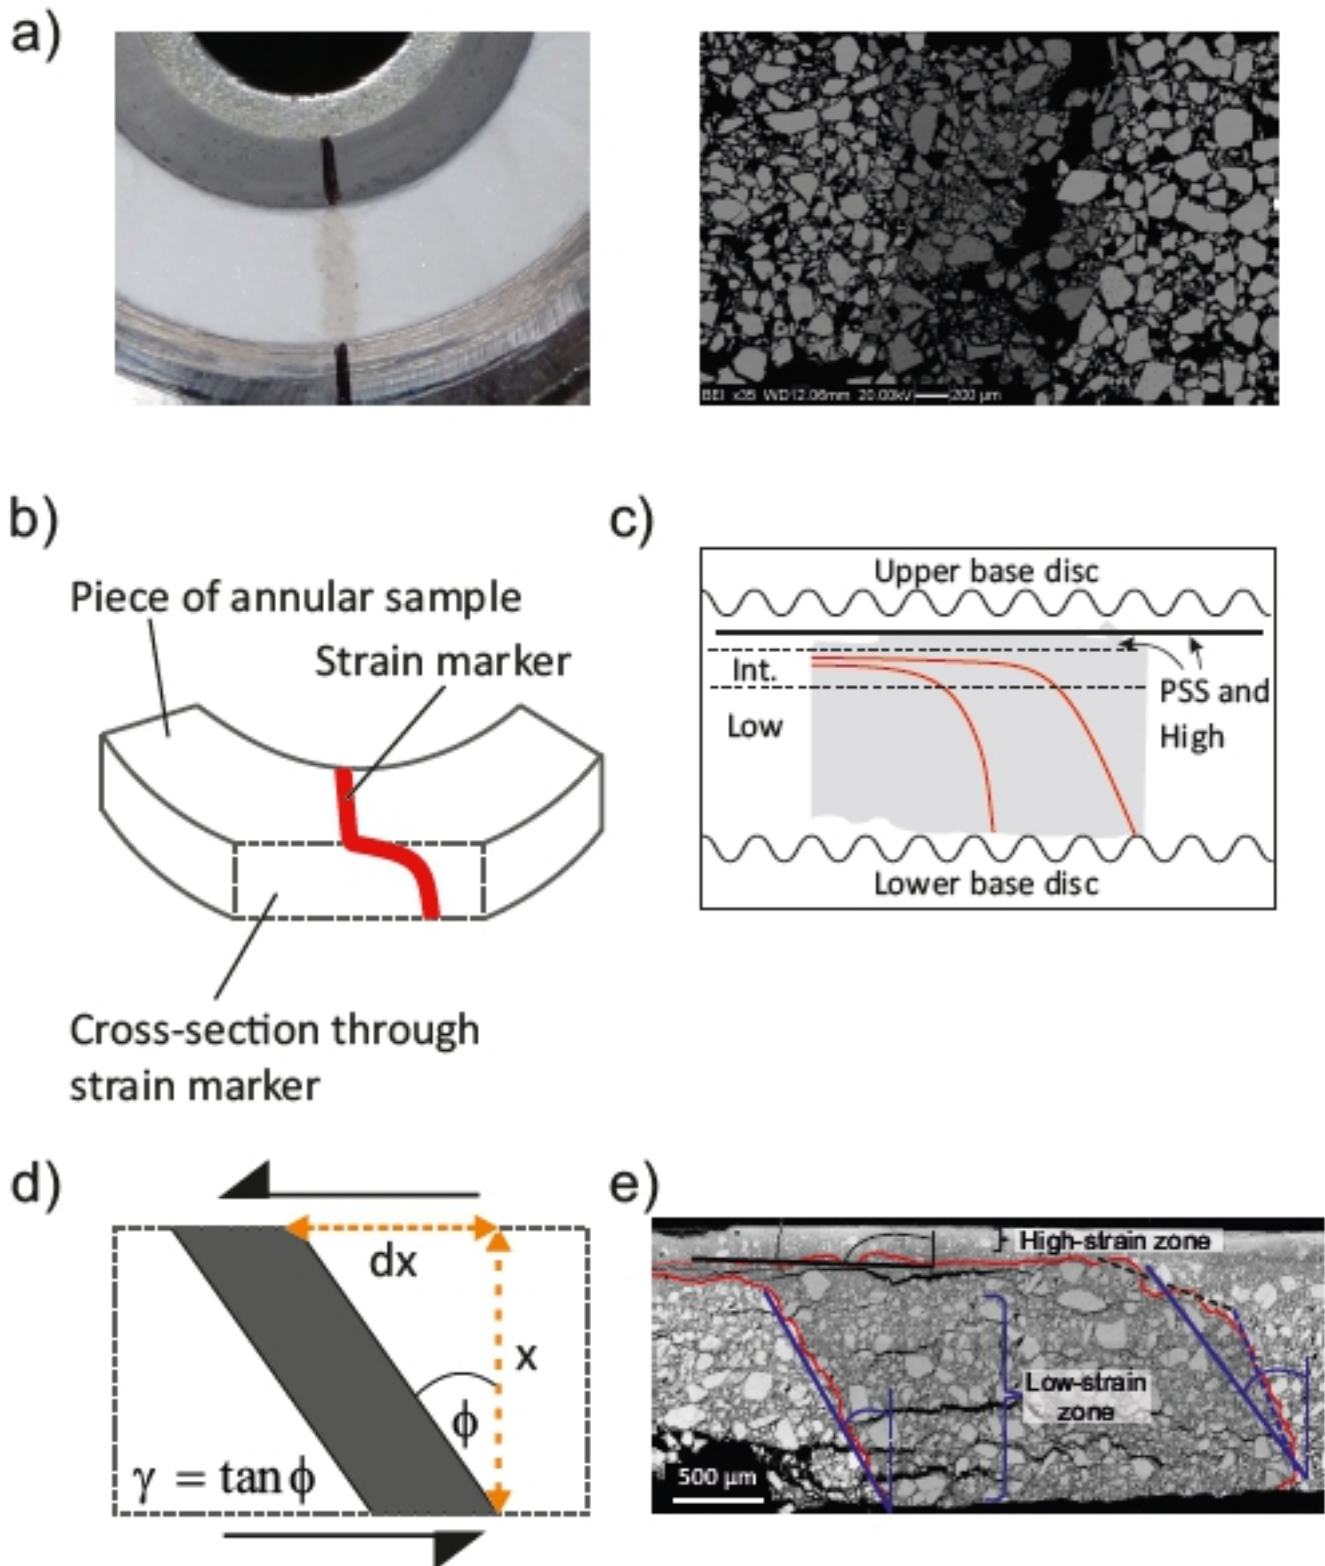 a)
BEI x35 WD12.06mm 20.00kV 200 µm
b)
Piece of annular sample
Strain marker
Cross-section through
strain marker
c)
Upper base disc
Int.
Low
PSS and
High
Lower base disc
d)
dx
x
ϕ
γ = tan ϕ
e)
High-strain zone
Low-strain
zone
500 µm